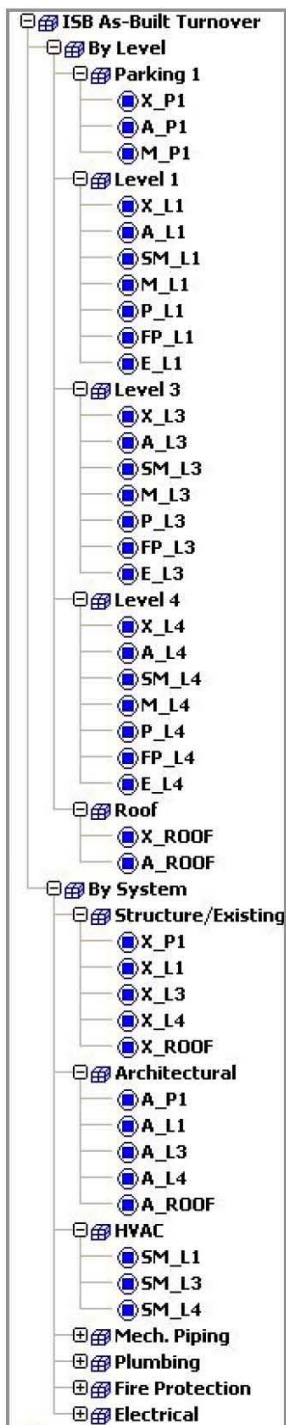 ISB As-Built Turnover
By Level
Parking 1
X_P1
A_P1
M_P1
Level 1
X_L1
A_L1
SM_L1
M_L1
P_L1
FP_L1
E_L1
Level 3
X_L3
A_L3
SM_L3
M_L3
P_L3
FP_L3
E_L3
Level 4
X_L4
A_L4
SM_L4
M_L4
P_L4
FP_L4
E_L4
Roof
X_ROOF
A_ROOF
By System
Structure/Existing
X_P1
X_L1
X_L3
X_L4
X_ROOF
Architectural
A_P1
A_L1
A_L3
A_L4
A_ROOF
HVAC
SM_L1
SM_L3
SM_L4
Mech. Piping
Plumbing
Fire Protection
Electrical